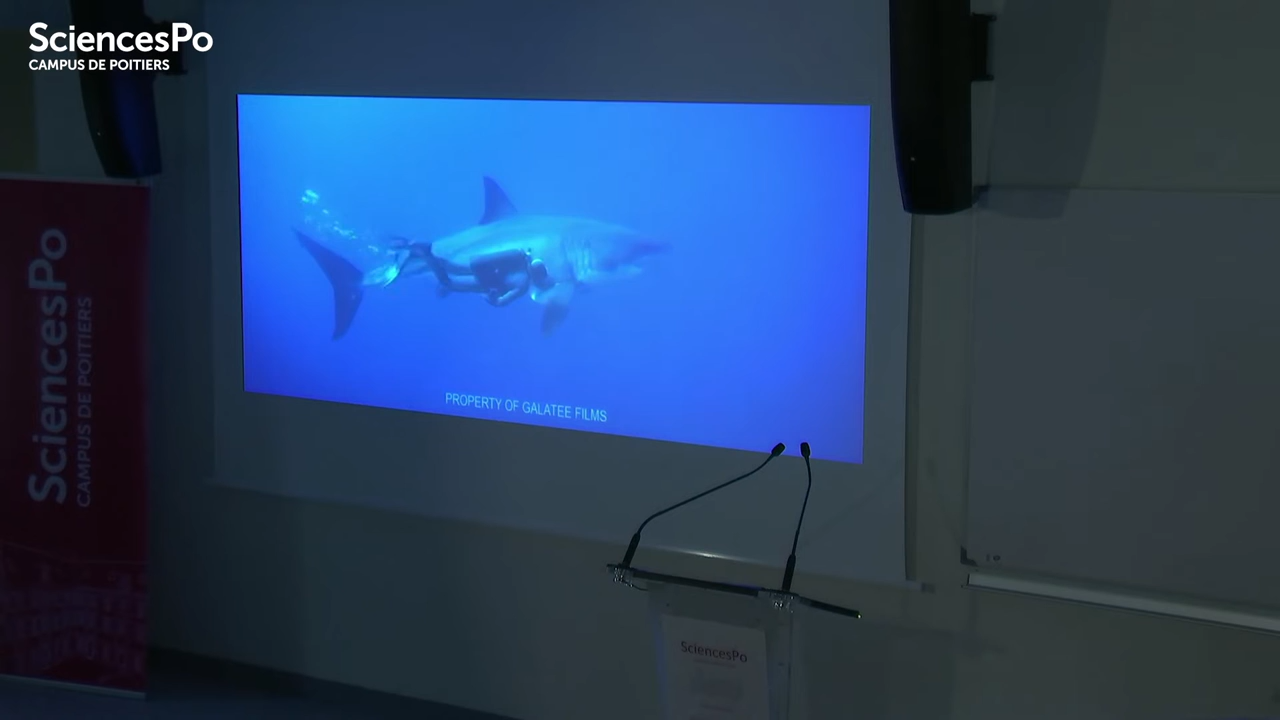 SciencesPo
CAMPUS DE POITIERS
SciencesPo
CAMPUS DE POITIERS
PROPERTY OF GALATEE FILMS
SciencesPo